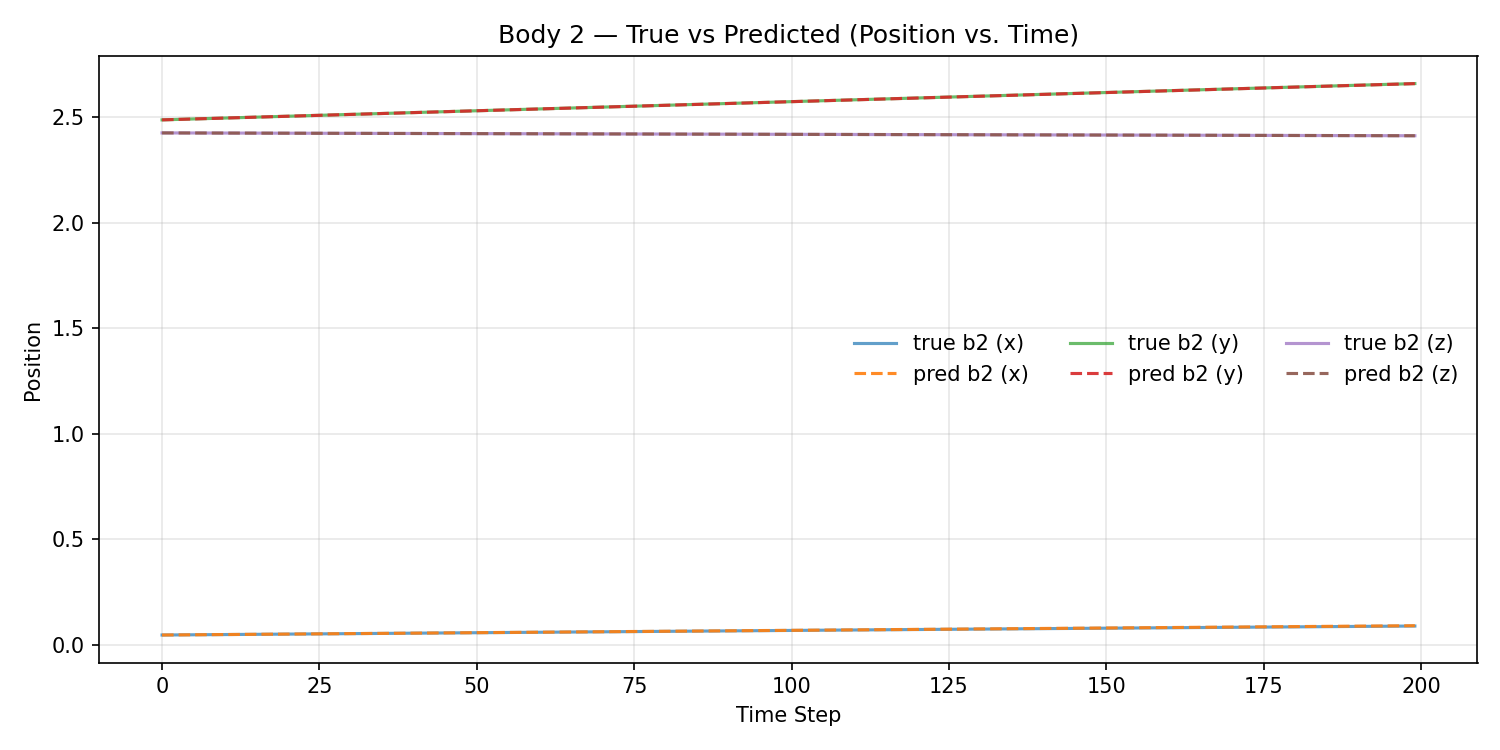 Body 2 — True vs Predicted (Position vs. Time)
Position
2.5
2.0
1.5
1.0
0.5
0.0
true b2 (x) true b2 (y) true b2 (z)
pred b2 (x) pred b2 (y) pred b2 (z)
0 25 50 75 100 125 150 175 200
Time Step